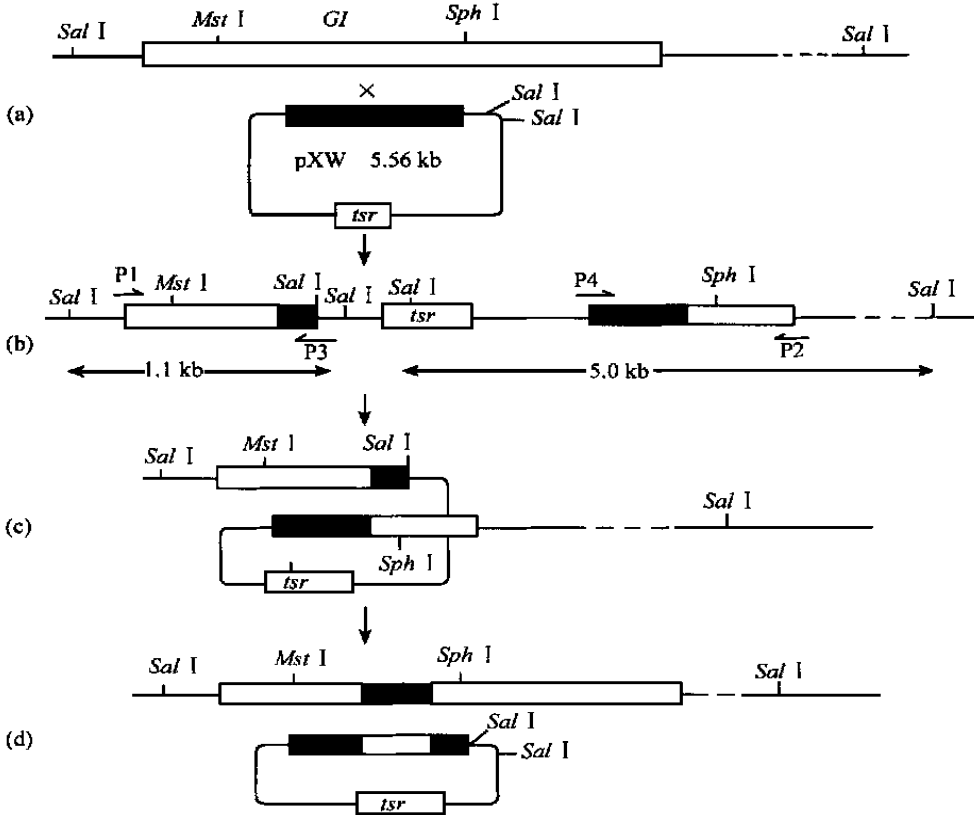 Sal I Mst I GI Sph I Sal I
(a) × Sal I
Sal I
pXW 5.56 kb
tsr
P1 P4
Sal I Mst I Sal I Sal I Sal I Sph I Sal I
tsr
(b) P3 P2
1.1 kb 5.0 kb
Sal I Mst I Sal I
(c) Sal I
Sph I
tsr
Sal I Mst I Sph I Sal I
(d) Sal I
Sal I
tsr